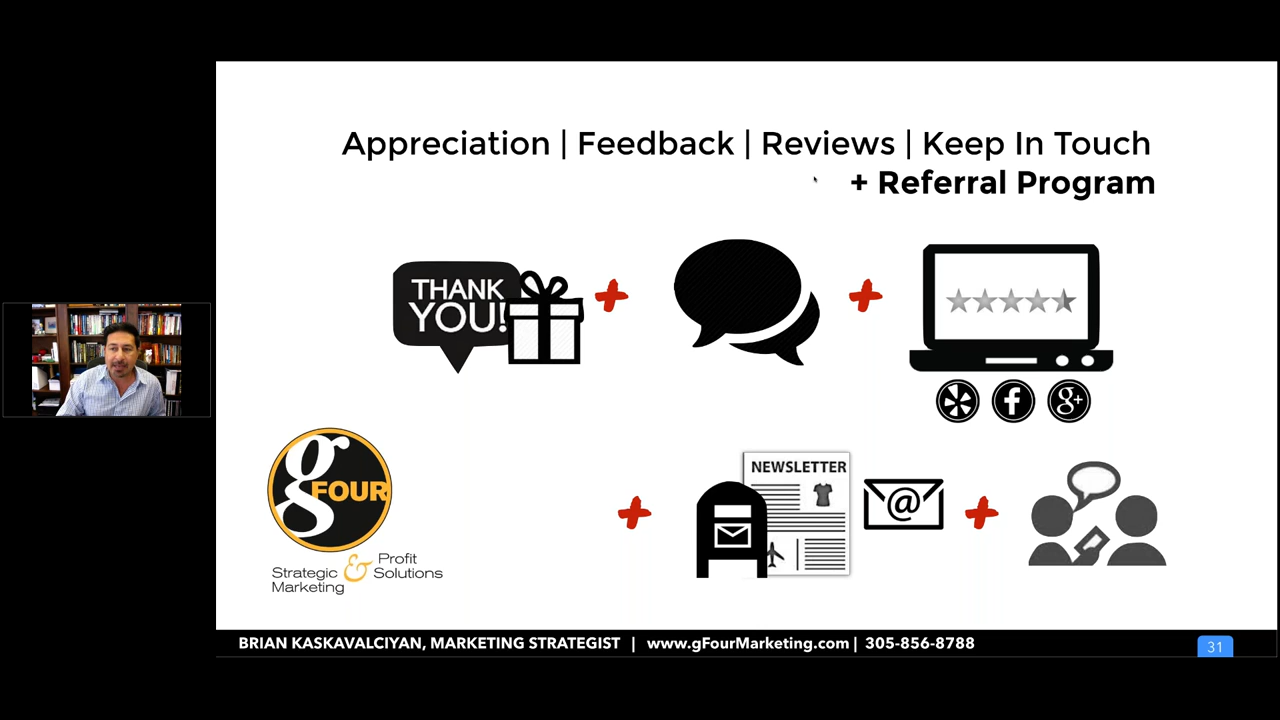 Appreciation | Feedback | Reviews | Keep In Touch
+ Referral Program
THANK
YOU!
NEWSLETTER
@
g+
g
FOUR
Strategic & Profit
Marketing Solutions
BRIAN KASKAVALCIYAN, MARKETING STRATEGIST | www.gFourMarketing.com | 305-856-8788
31